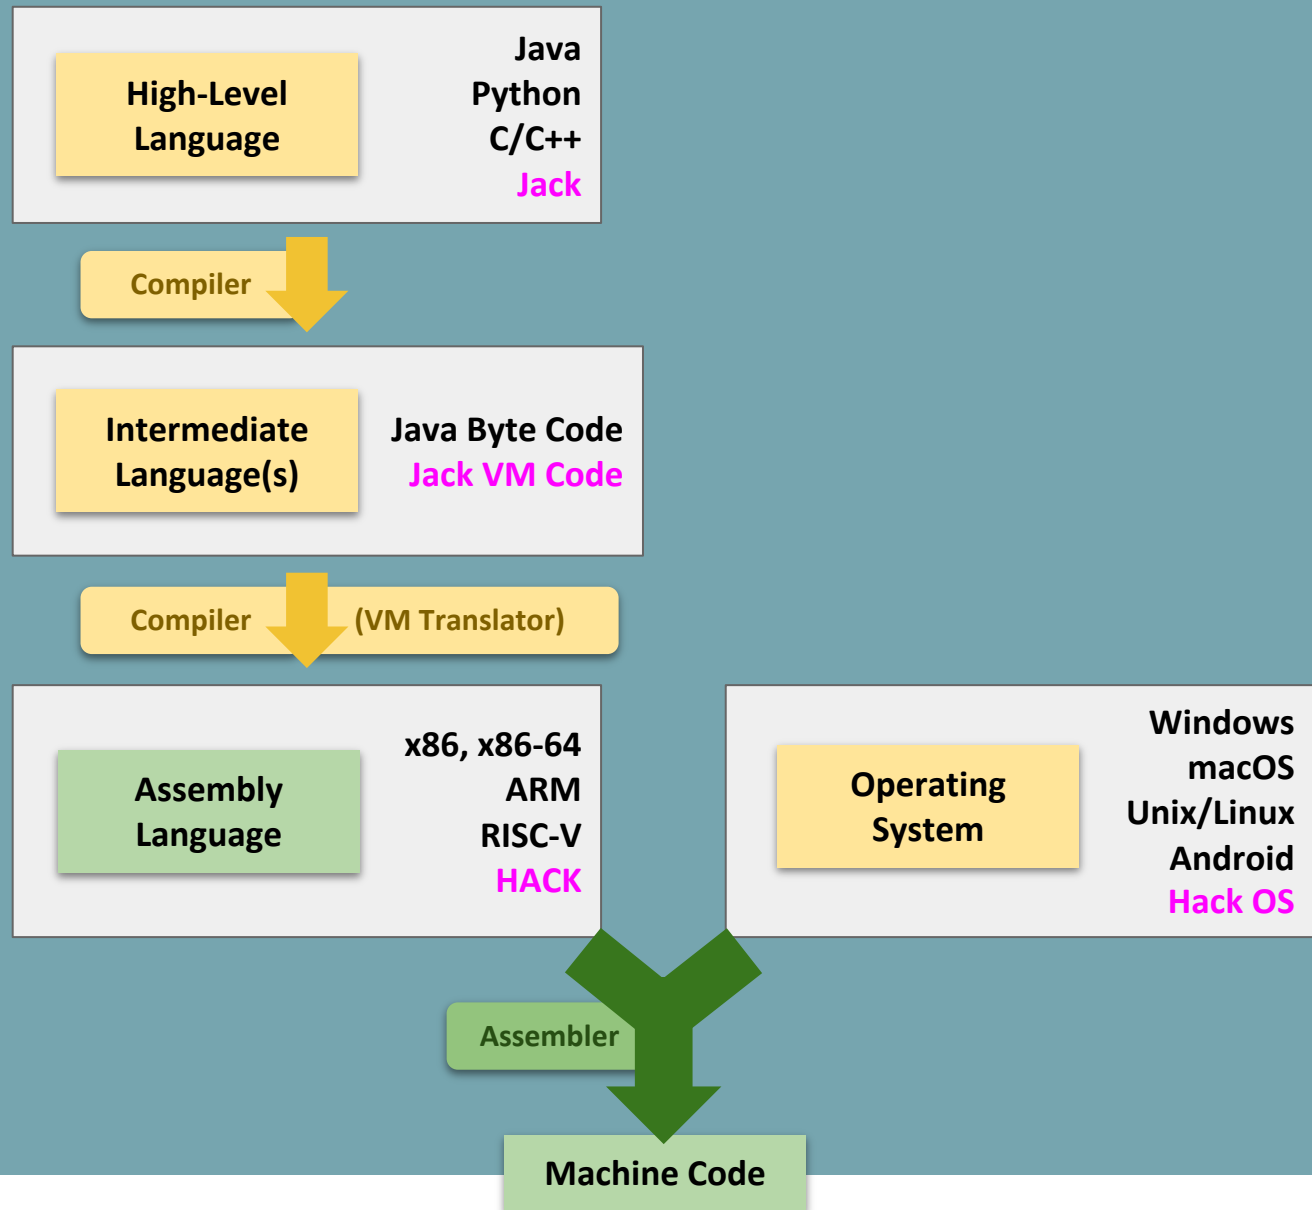 High-Level
Language
Java
Python
C/C++
Jack
Compiler
Intermediate
Language(s)
Java Byte Code
Jack VM Code
Compiler
(VM Translator)
Assembly
Language
x86, x86-64
ARM
RISC-V
HACK
Operating
System
Windows
macOS
Unix/Linux
Android
Hack OS
Assembler
Machine Code